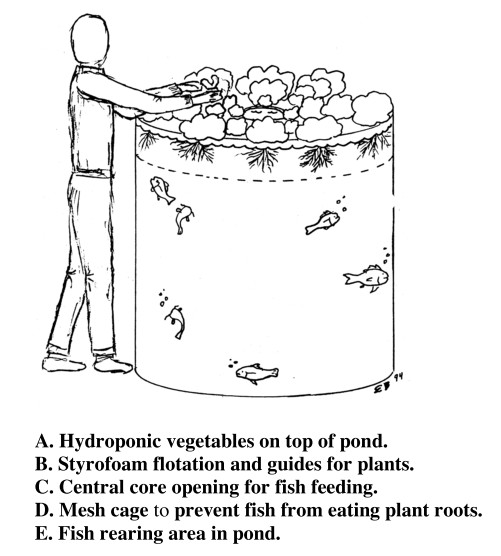 EB 94
A. Hydroponic vegetables on top of pond.
B. Styrofoam flotation and guides for plants.
C. Central core opening for fish feeding.
D. Mesh cage to prevent fish from eating plant roots.
E. Fish rearing area in pond.